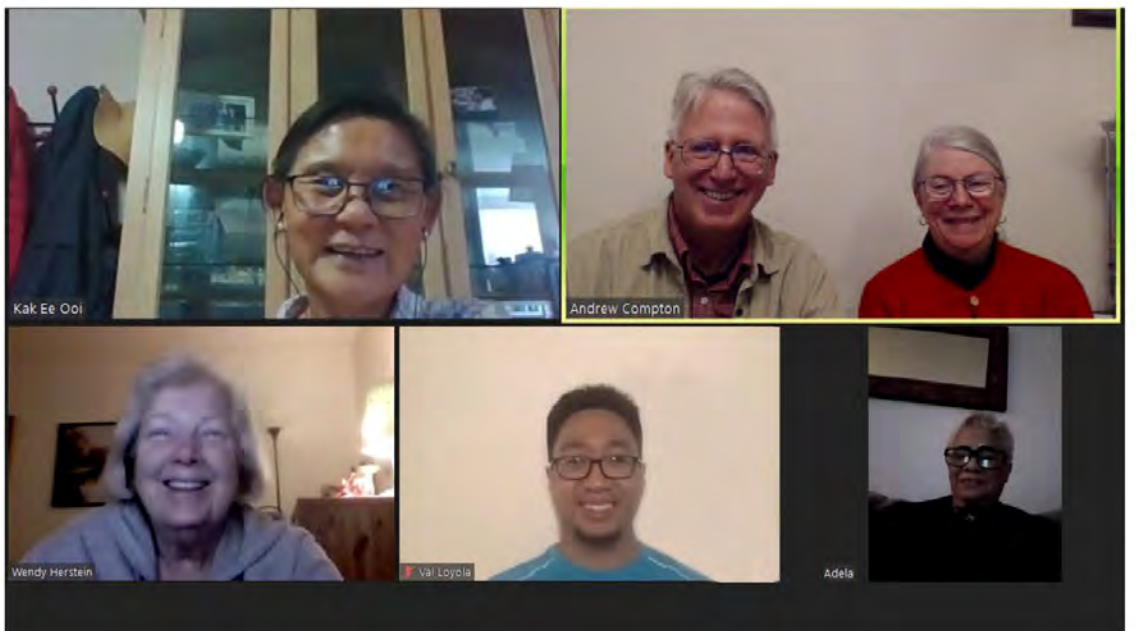 Kak Ee Ooi
Andrew Compton
Wendy Herstein
Val Loyola
Adela